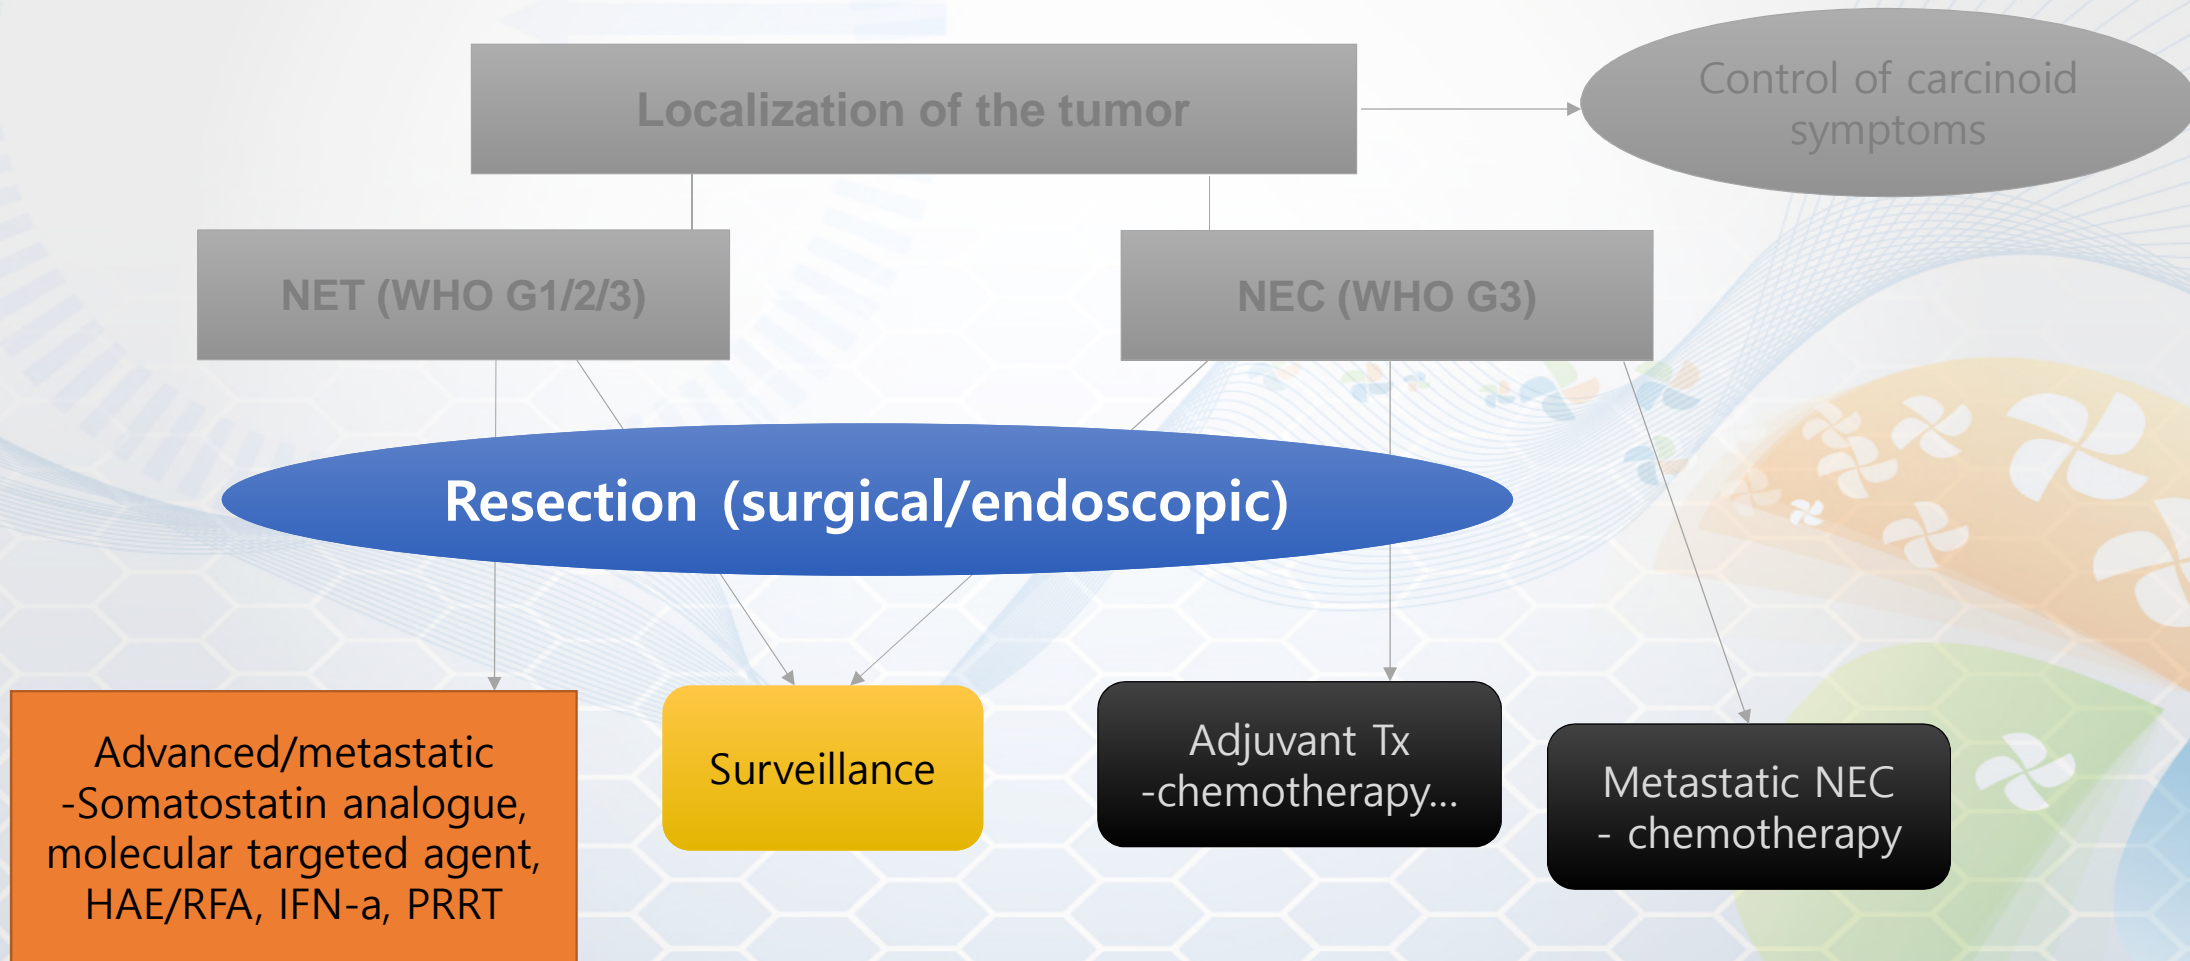 Localization of the tumor
Control of carcinoid
symptoms
NET (WHO G1/2/3)
NEC (WHO G3)
Resection (surgical/endoscopic)
Advanced/metastatic
-Somatostatin analogue,
molecular targeted agent,
HAE/RFA, IFN-a, PRRT
Surveillance
Adjuvant Tx
-chemotherapy...
Metastatic NEC
- chemotherapy